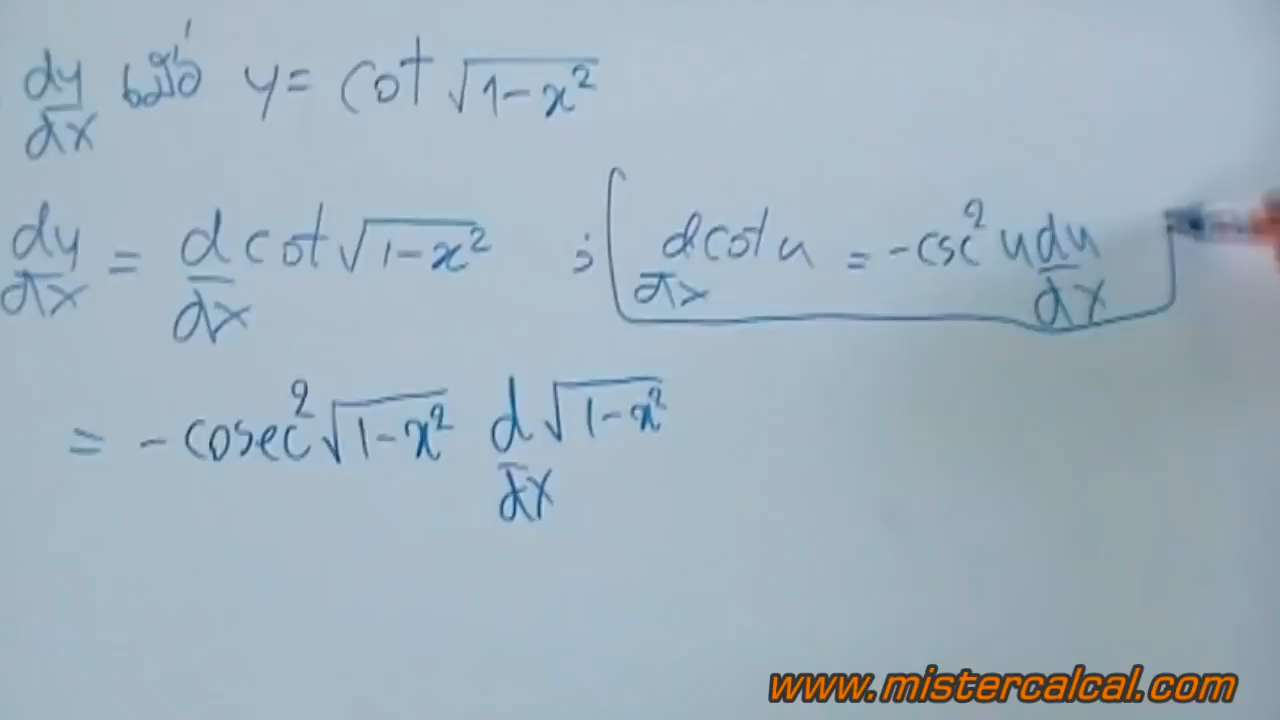 dy/dx เมื่อ y = cot √(1-x²)
dy/dx = d/dx cot √(1-x²) ; d/dx cot u = -csc² u du/dx
= -cosec² √(1-x²) d/dx √(1-x²)
www.mistercalcal.com